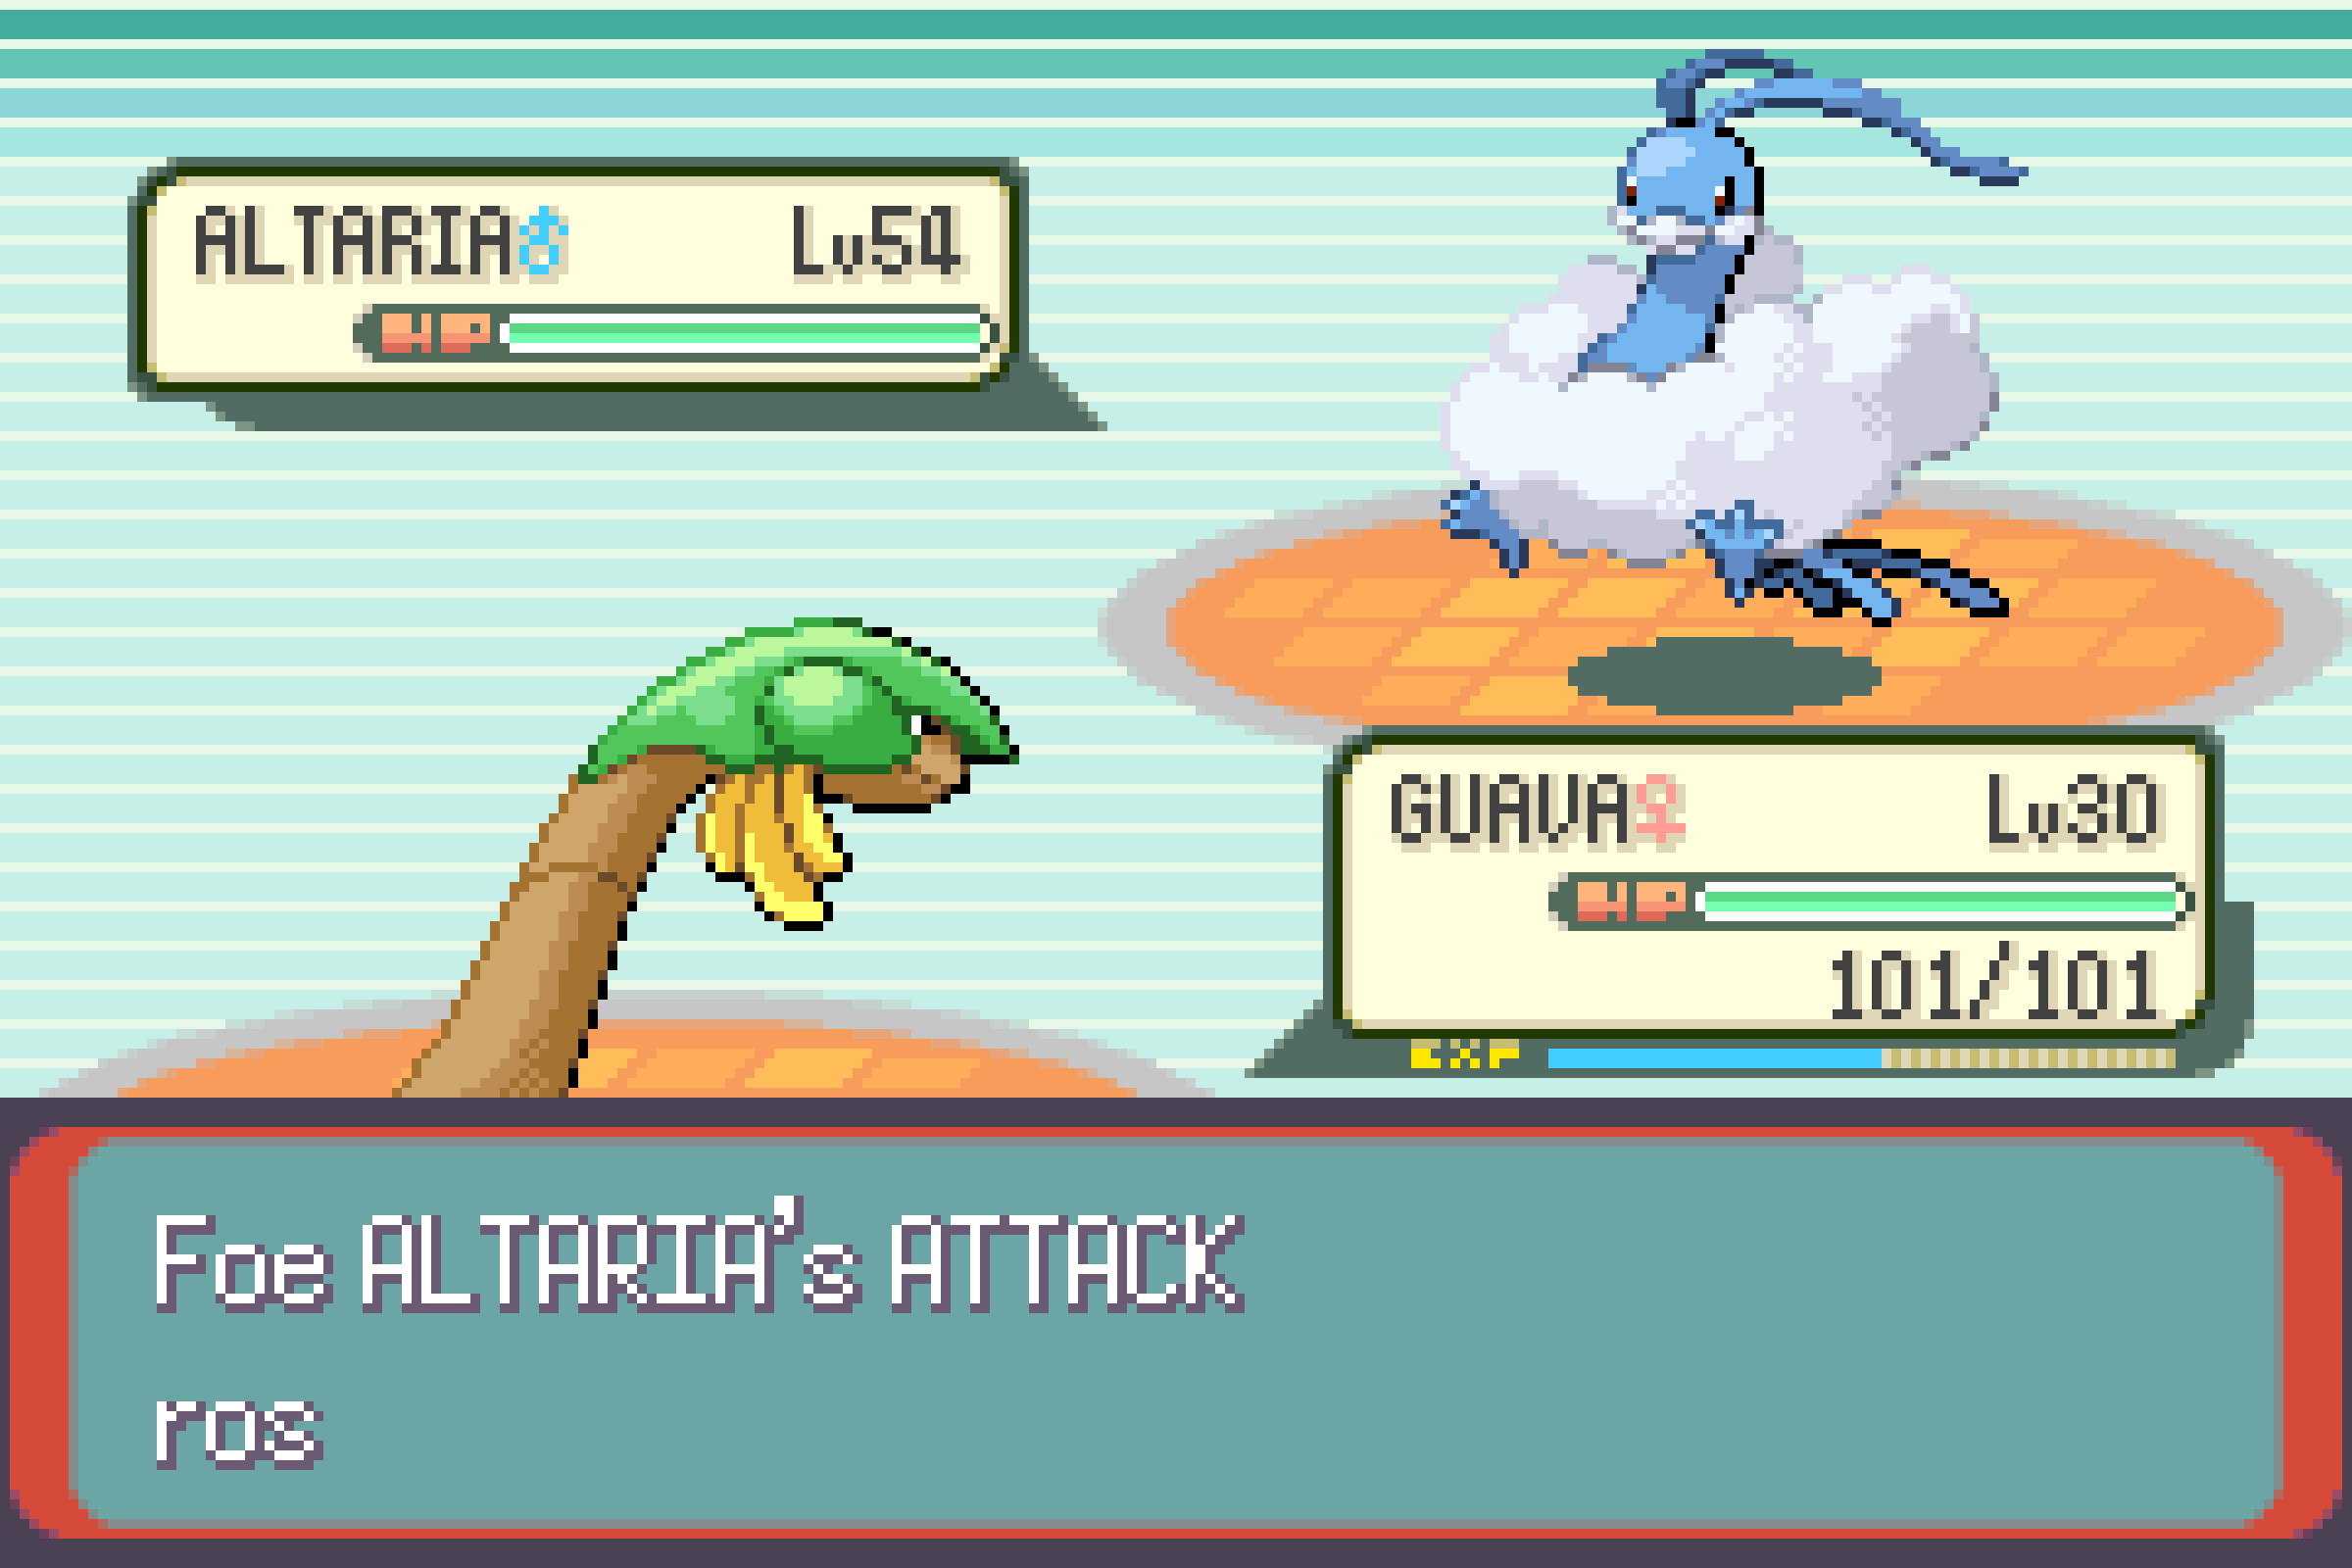 ALTARIA♂ Lv54
HP
GUAVA♀ Lv30
HP
101/101
EXP
Foe ALTARIA's ATTACK
ros